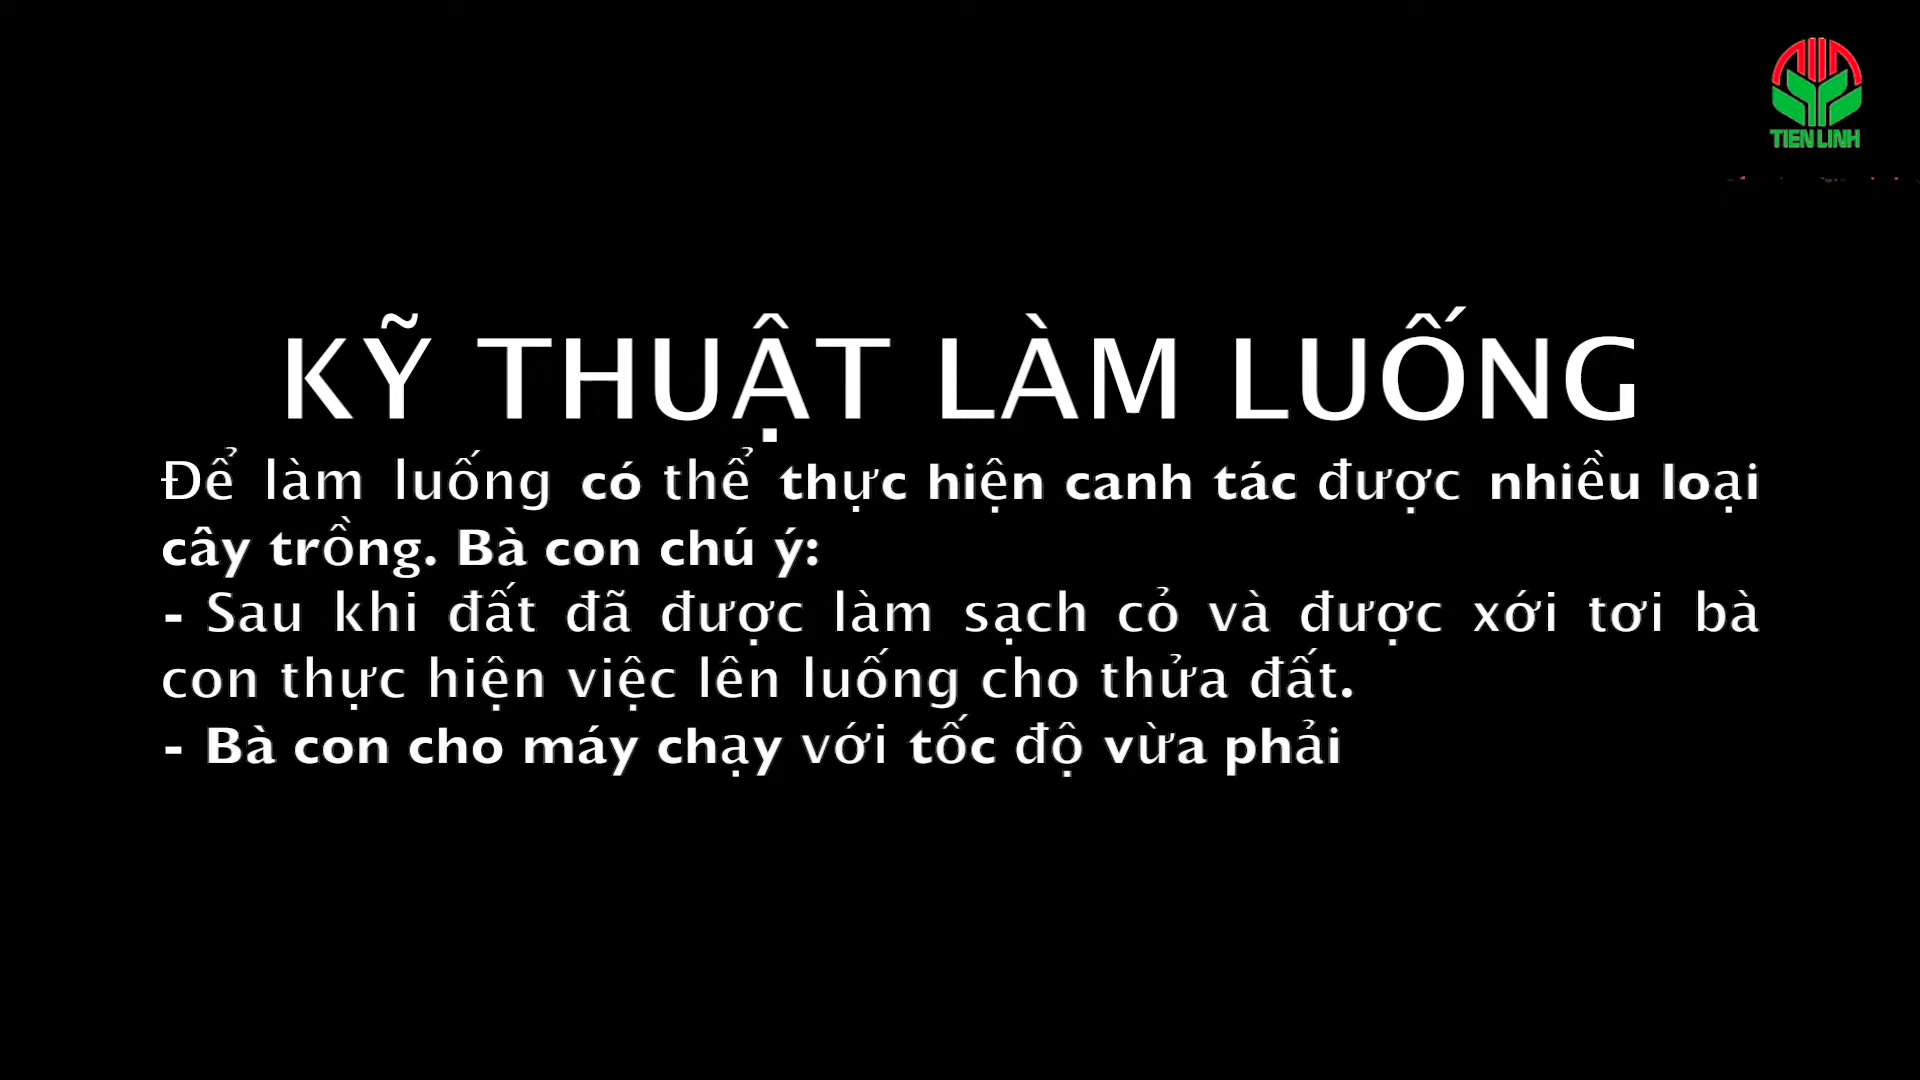 TIEN LINH
KỸ THUẬT LÀM LUỐNG
Để làm luống có thể thực hiện canh tác được nhiều loại
cây trồng. Bà con chú ý:
- Sau khi đất đã được làm sạch cỏ và được xới tơi bà
con thực hiện việc lên luống cho thửa đất.
- Bà con cho máy chạy với tốc độ vừa phải